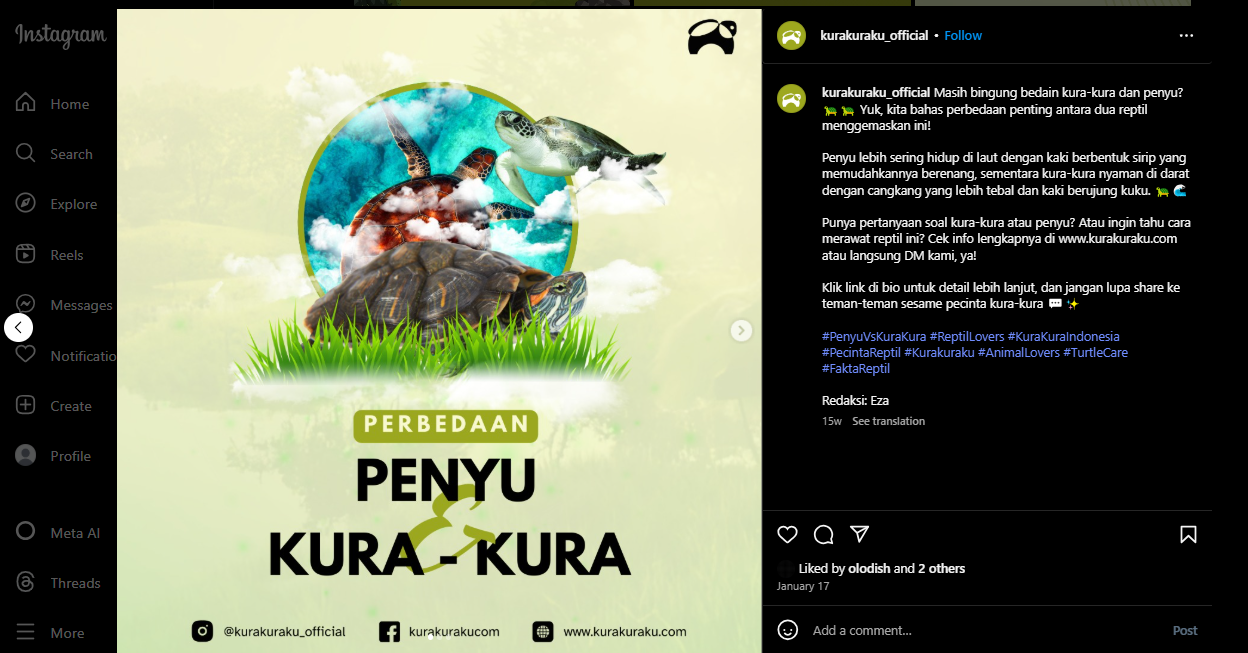 Instagram
Home
Search
Explore
Reels
Messages
Notificatio
Create
Profile
Meta AI
Threads
More
PERBEDAAN
PENYU
&
KURA - KURA
@kurakuraku_official
kurakurakucom
www.kurakuraku.com
kurakuraku_official • Follow
kurakuraku_official Masih bingung bedain kura-kura dan penyu?
🐢 🐢 Yuk, kita bahas perbedaan penting antara dua reptil
menggemaskan ini!
Penyu lebih sering hidup di laut dengan kaki berbentuk sirip yang
memudahkannya berenang, sementara kura-kura nyaman di darat
dengan cangkang yang lebih tebal dan kaki berujung kuku. 🐢 🌊
Punya pertanyaan soal kura-kura atau penyu? Atau ingin tahu cara
merawat reptil ini? Cek info lengkapnya di www.kurakuraku.com
atau langsung DM kami, ya!
Klik link di bio untuk detail lebih lanjut, dan jangan lupa share ke
teman-teman sesame pecinta kura-kura 💬 ✨
#PenyuVsKuraKura #ReptilLovers #KuraKuraIndonesia
#PecintaReptil #Kurakuraku #AnimalLovers #TurtleCare
#FaktaReptil
Redaksi: Eza
15w See translation
Liked by olodish and 2 others
January 17
Add a comment...
Post